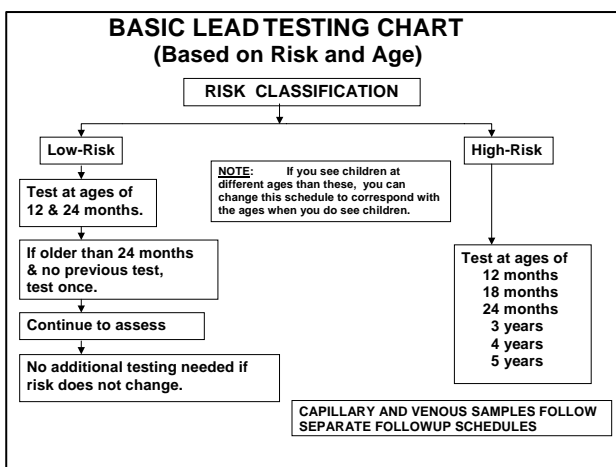 BASIC LEAD TESTING CHART
(Based on Risk and Age)
RISK CLASSIFICATION
Low-Risk
Test at ages of
12 & 24 months.
If older than 24 months
& no previous test,
test once.
Continue to assess
No additional testing needed if
risk does not change.
NOTE: If you see children at
different ages than these, you can
change this schedule to correspond with
the ages when you do see children.
High-Risk
Test at ages of
12 months
18 months
24 months
3 years
4 years
5 years
CAPILLARY AND VENOUS SAMPLES FOLLOW
SEPARATE FOLLOWUP SCHEDULES